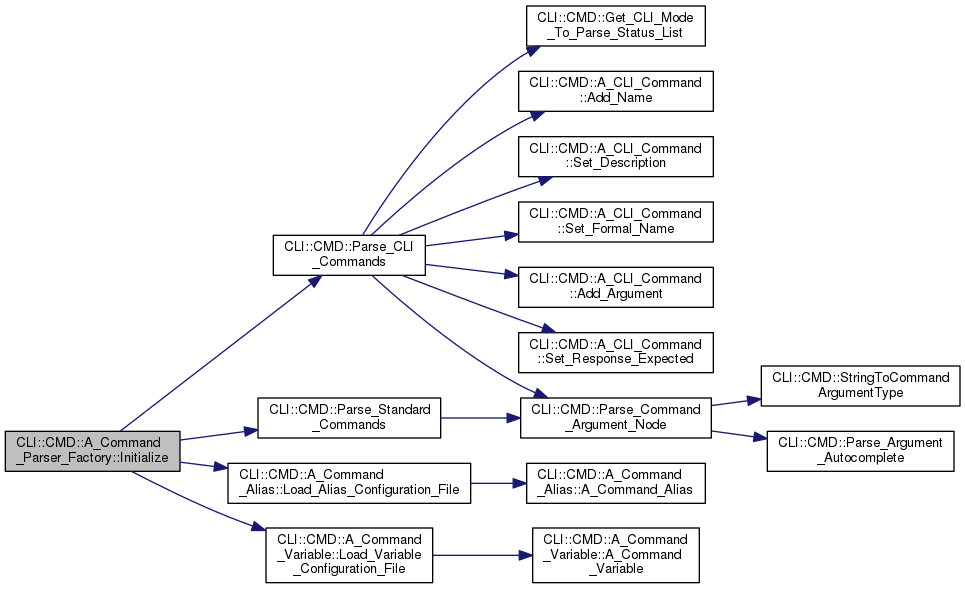 CLI::CMD::A_Command
_Parser_Factory::Initialize
CLI::CMD::Parse_CLI
_Commands
CLI::CMD::Get_CLI_Mode
_To_Parse_Status_List
CLI::CMD::A_CLI_Command
::Add_Name
CLI::CMD::A_CLI_Command
::Set_Description
CLI::CMD::A_CLI_Command
::Set_Formal_Name
CLI::CMD::A_CLI_Command
::Add_Argument
CLI::CMD::A_CLI_Command
::Set_Response_Expected
CLI::CMD::Parse_Command
_Argument_Node
CLI::CMD::StringToCommand
ArgumentType
CLI::CMD::Parse_Argument
_Autocomplete
CLI::CMD::Parse_Standard
_Commands
CLI::CMD::A_Command
_Alias::Load_Alias_Configuration_File
CLI::CMD::A_Command
_Alias::A_Command_Alias
CLI::CMD::A_Command
_Variable::Load_Variable
_Configuration_File
CLI::CMD::A_Command
_Variable::A_Command
_Variable